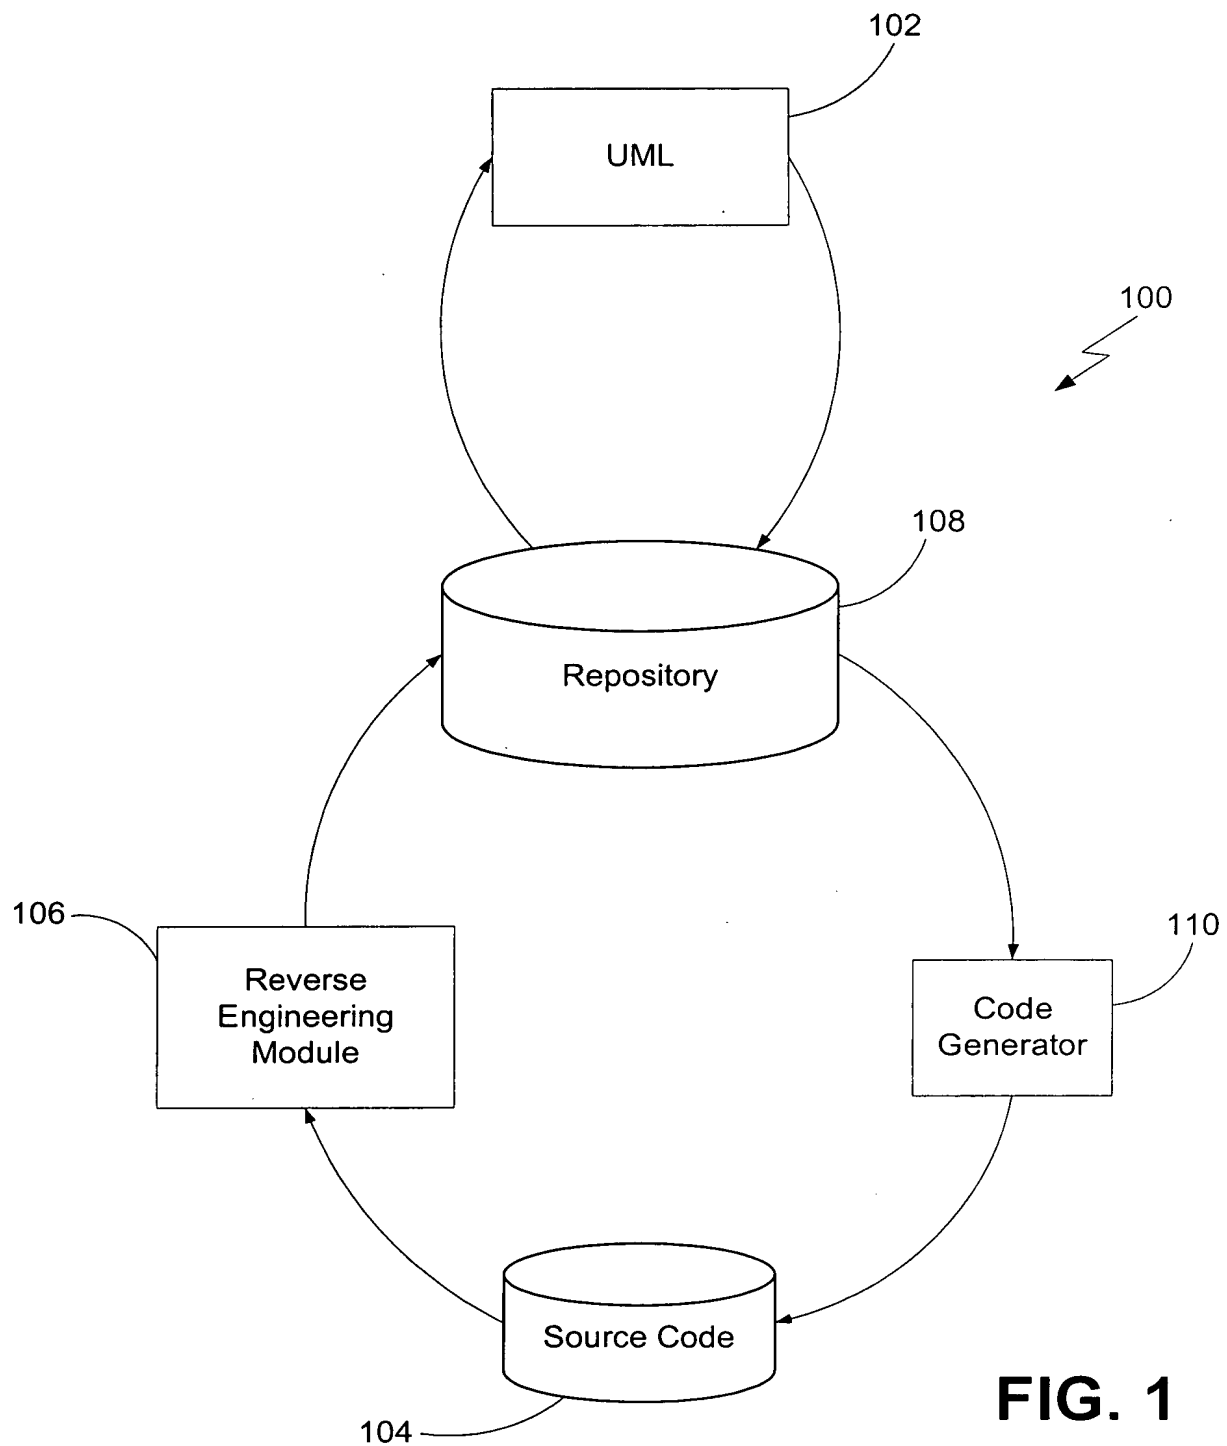 102
UML
100
108
Repository
106
110
Reverse
Engineering
Module
Code
Generator
Source Code
FIG. 1
104